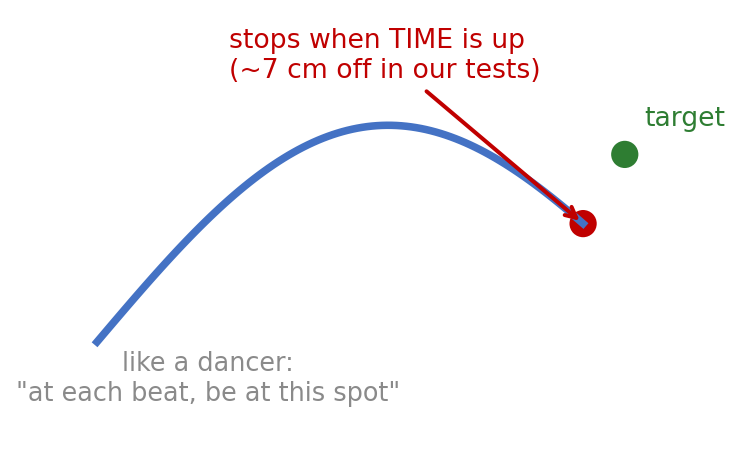 stops when TIME is up
(~7 cm off in our tests)
target
like a dancer:
"at each beat, be at this spot"